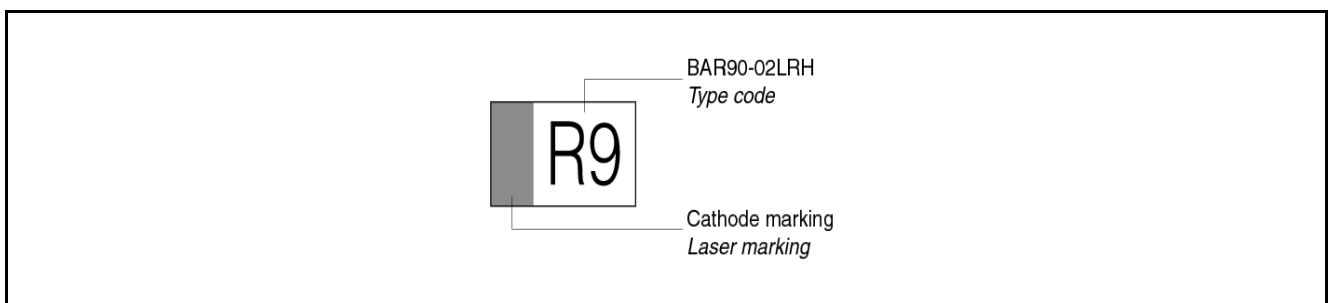 BAR90-02LRH
Type code
R9
Cathode marking
Laser marking